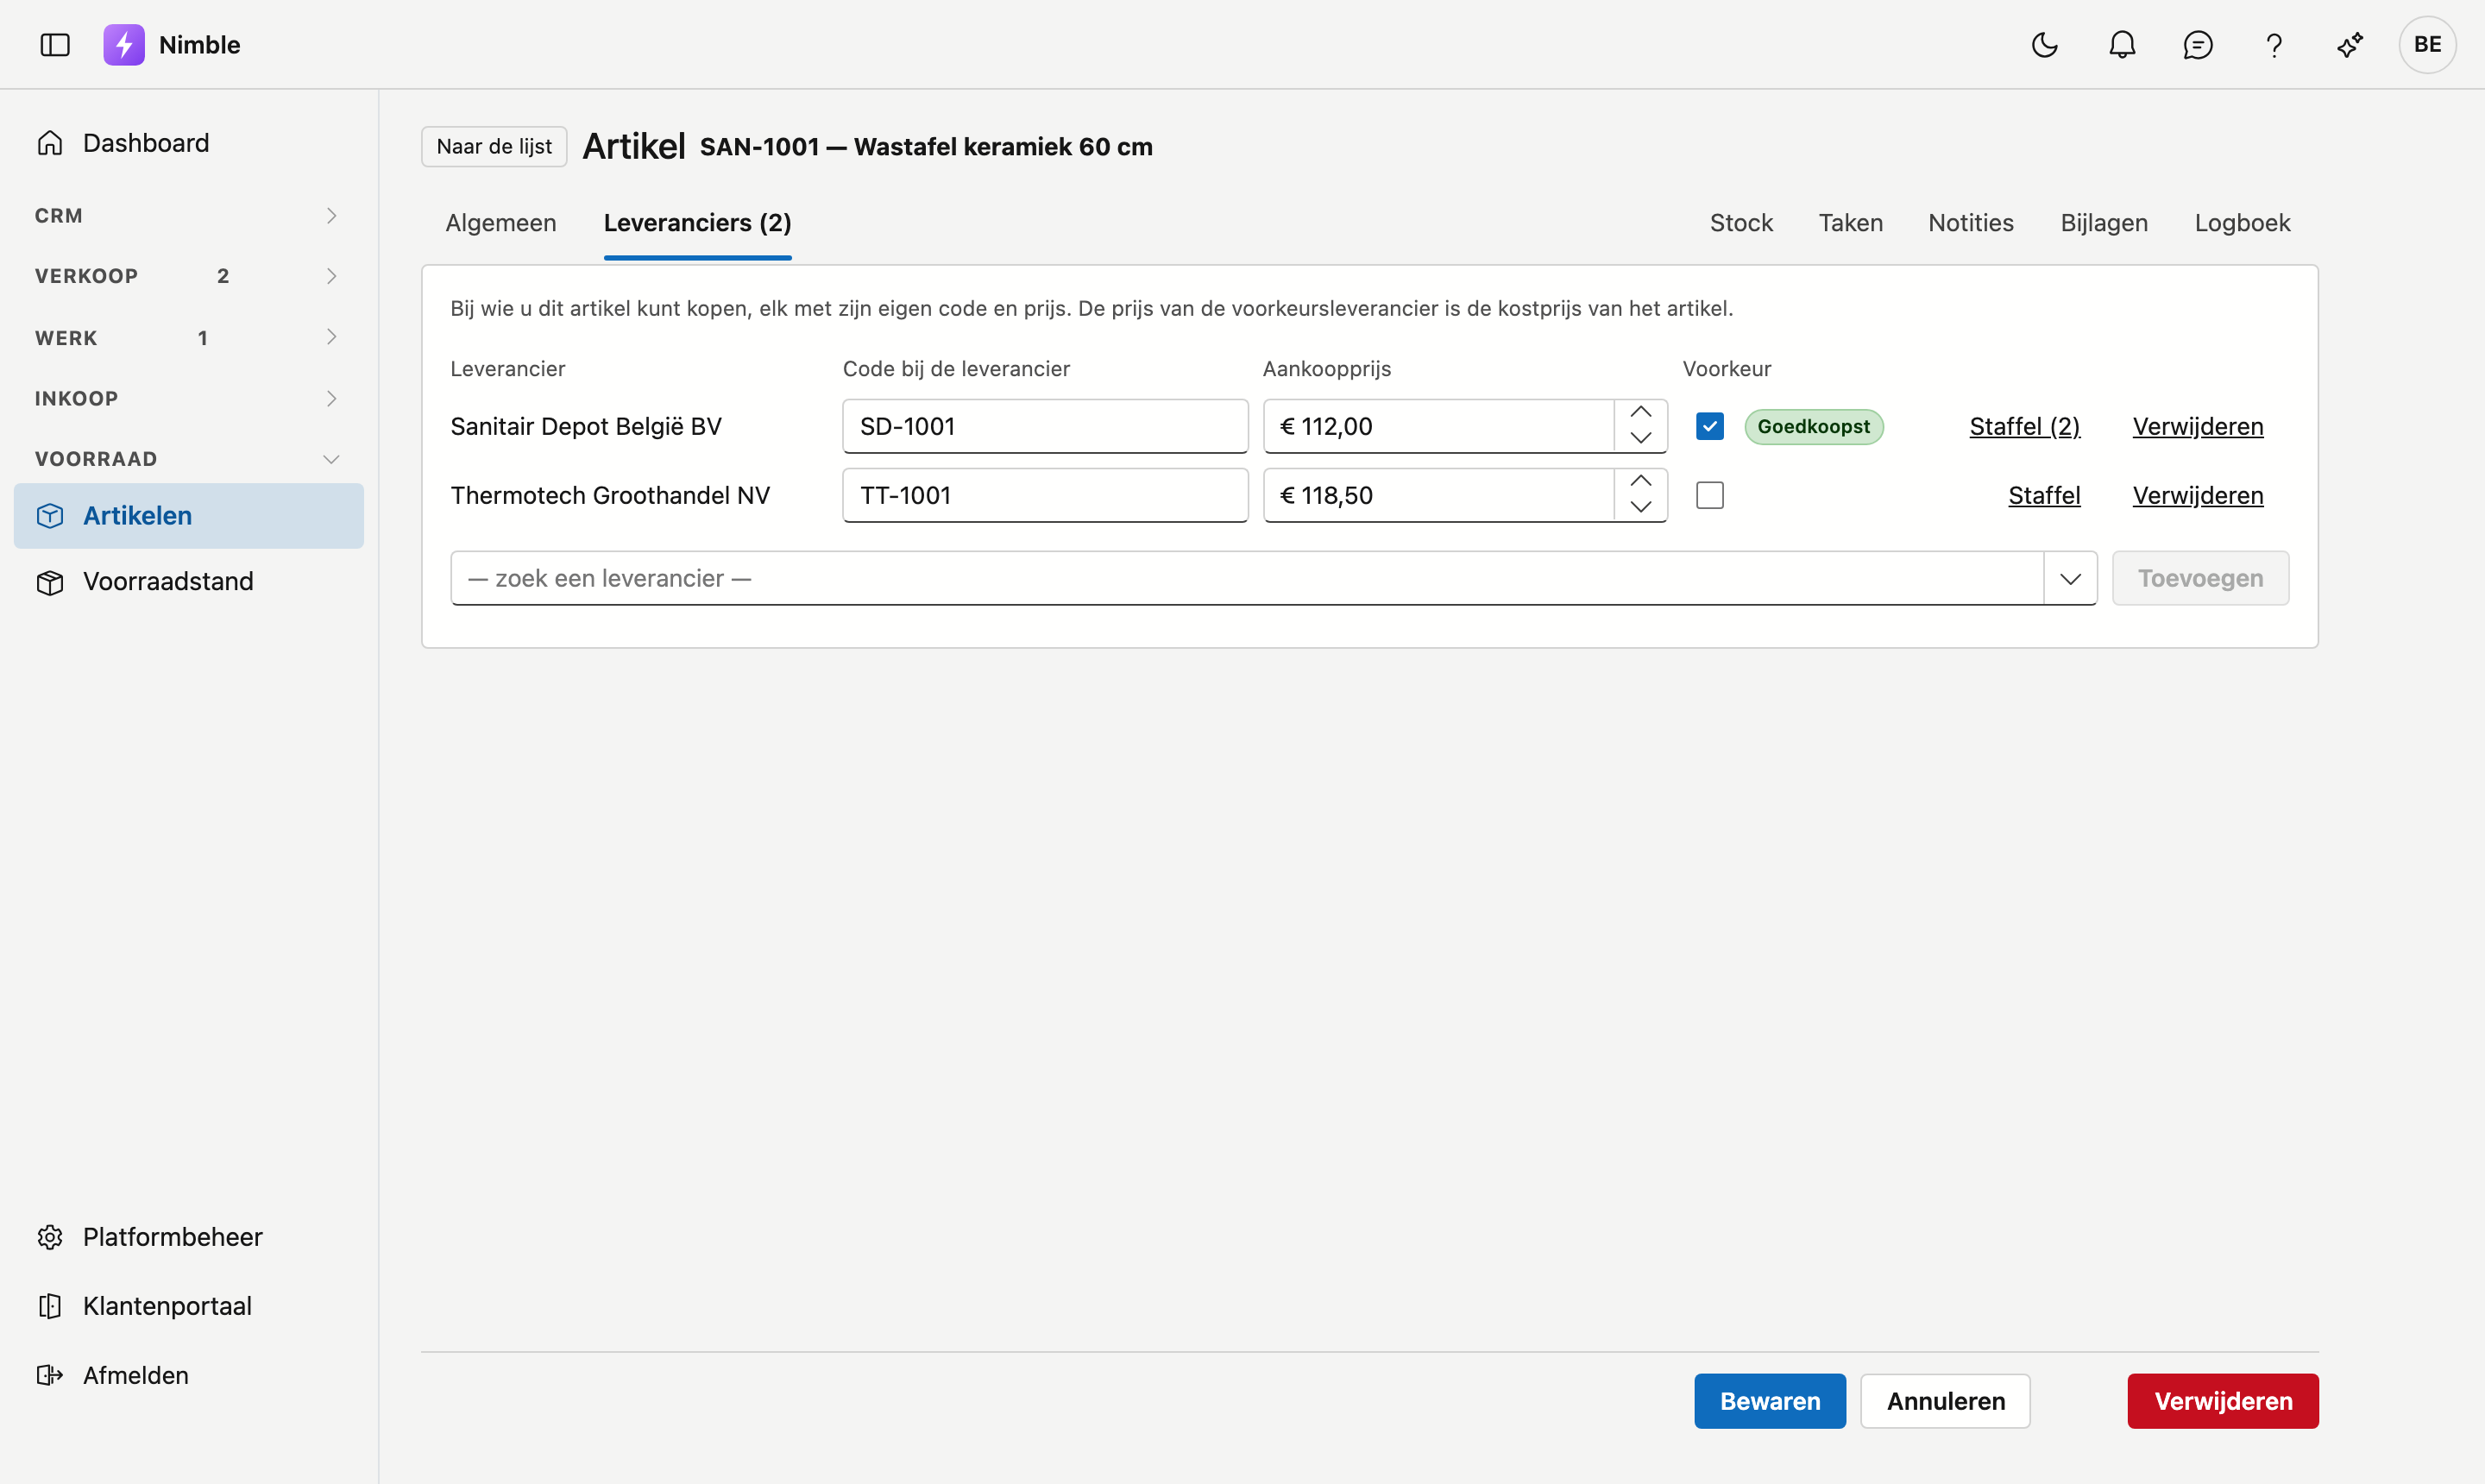 Nimble
BE
Dashboard
CRM
VERKOOP 2
WERK 1
INKOOP
VOORRAAD
Artikelen
Voorraadstand
Platformbeheer
Klantenportaal
Afmelden
Naar de lijst Artikel SAN-1001 — Wastafel keramiek 60 cm
Algemeen Leveranciers (2) Stock Taken Notities Bijlagen Logboek
Bij wie u dit artikel kunt kopen, elk met zijn eigen code en prijs. De prijs van de voorkeursleverancier is de kostprijs van het artikel.
Leverancier Code bij de leverancier Aankoopprijs Voorkeur
Sanitair Depot België BV SD-1001 € 112,00 Goedkoopst Staffel (2) Verwijderen
Thermotech Groothandel NV TT-1001 € 118,50 Staffel Verwijderen
— zoek een leverancier — Toevoegen
Bewaren Annuleren Verwijderen